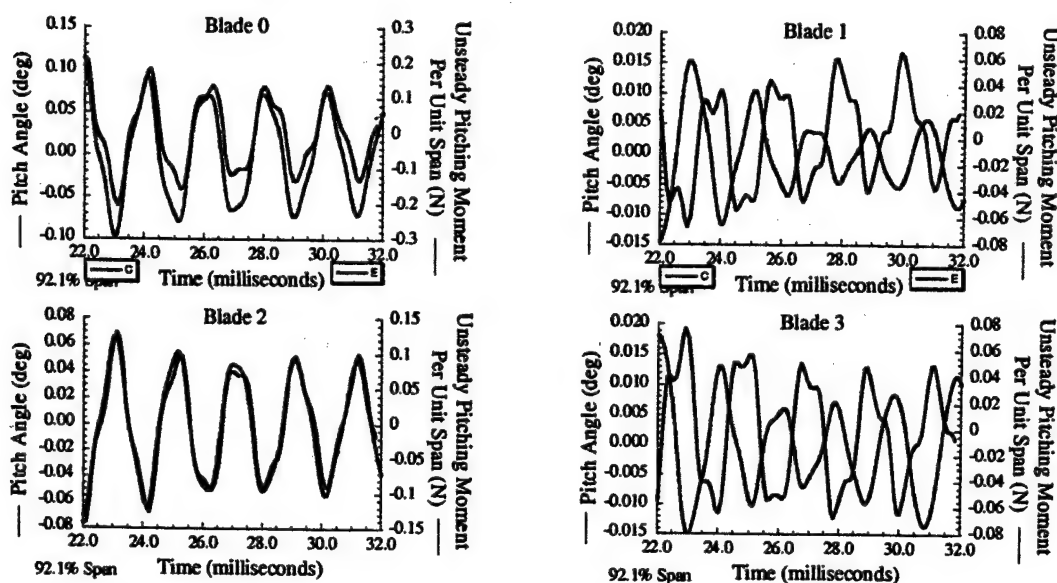 Blade 0
Pitch Angle (deg)
0.15
0.10
0.05
0.00
-0.05
-0.10
0.3
0.2
0.1
0
-0.1
-0.2
-0.3
Unsteady Pitching Moment
Per Unit Span (N)
22.0 24.0 26.0 28.0 30.0 32.0
C
E
92.1% Span
Time (milliseconds)
Blade 1
Pitch Angle (deg)
0.020
0.015
0.010
0.005
0.000
-0.005
-0.010
-0.015
0.08
0.06
0.04
0.02
0
-0.02
-0.04
-0.06
-0.08
Unsteady Pitching Moment
Per Unit Span (N)
22.0 24.0 26.0 28.0 30.0 32.0
C
E
92.1% Span
Time (milliseconds)
Blade 2
Pitch Angle (deg)
0.08
0.06
0.04
0.02
0.00
-0.02
-0.04
-0.06
-0.08
0.15
0.1
0.05
0
-0.05
-0.1
-0.15
Unsteady Pitching Moment
Per Unit Span (N)
22.0 24.0 26.0 28.0 30.0 32.0
92.1% Span
Time (milliseconds)
Blade 3
Pitch Angle (deg)
0.020
0.015
0.010
0.005
0.000
-0.005
-0.010
-0.015
0.08
0.06
0.04
0.02
0
-0.02
-0.04
-0.06
-0.08
Unsteady Pitching Moment
Per Unit Span (N)
22.0 24.0 26.0 28.0 30.0 32.0
92.1% Span
Time (milliseconds)